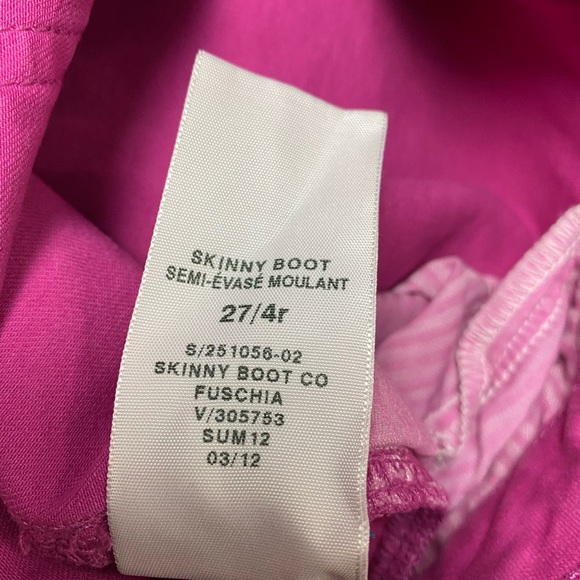 SKINNY BOOT
SEMI-ÉVASÉ MOULANT
27/4r
S/251056-02
SKINNY BOOT CO
FUSCHIA
V/305753
SUM12
03/12